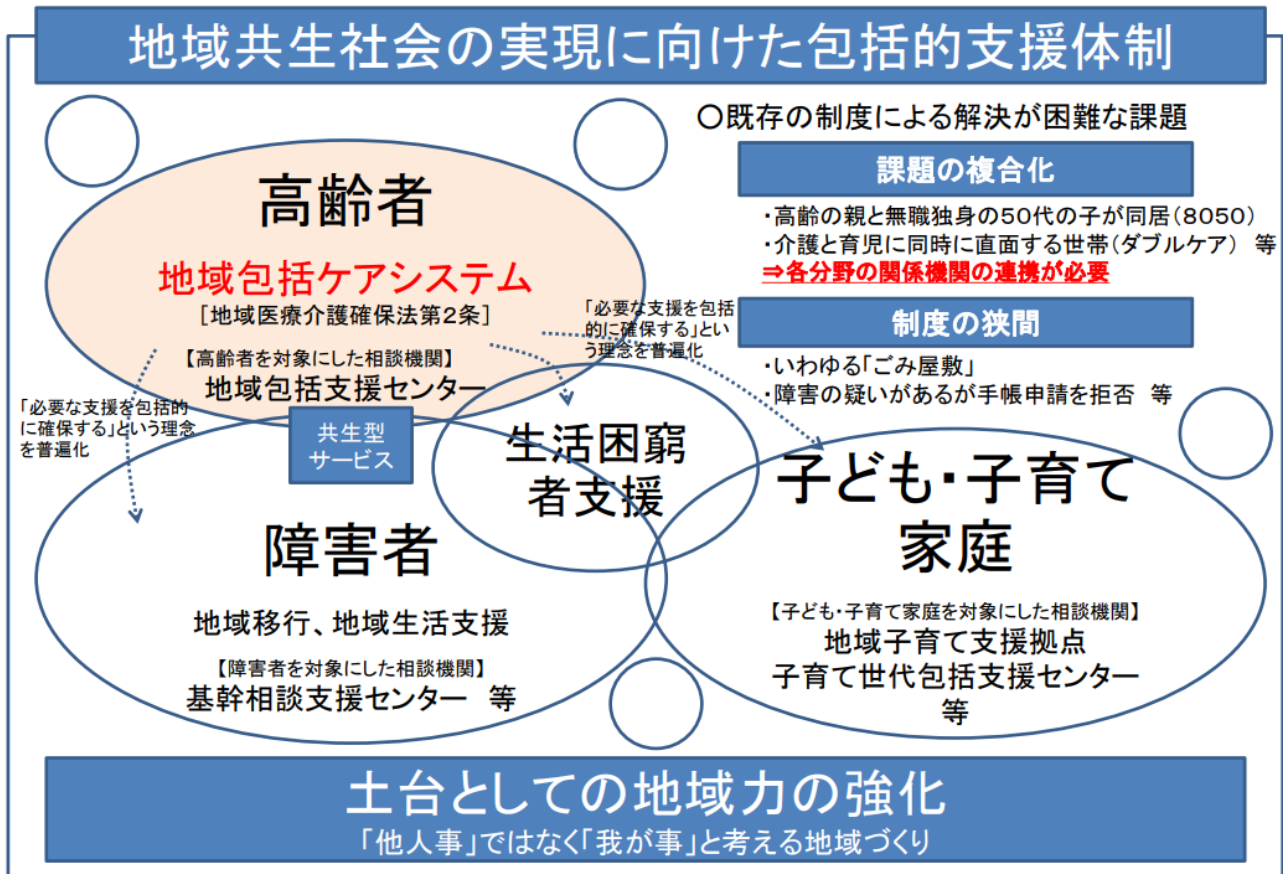 地域共生社会の実現に向けた包括的支援体制
〇既存の制度による解決が困難な課題
課題の複合化
・高齢の親と無職独身の50代の子が同居(8050)
・介護と育児に同時に直面する世帯(ダブルケア) 等
⇒各分野の関係機関の連携が必要
制度の狭間
・いわゆる「ごみ屋敷」
・障害の疑いがあるが手帳申請を拒否 等
高齢者
地域包括ケアシステム
[地域医療介護確保法第2条]
【高齢者を対象にした相談機関】
地域包括支援センター
「必要な支援を包括
的に確保する」とい
う理念を普遍化
「必要な支援を包括的
に確保する」という理念
を普遍化
共生型
サービス
生活困窮
者支援
障害者
地域移行、地域生活支援
【障害者を対象にした相談機関】
基幹相談支援センター 等
子ども・子育て
家庭
【子ども・子育て家庭を対象にした相談機関】
地域子育て支援拠点
子育て世代包括支援センター
等
土台としての地域力の強化
「他人事」ではなく「我が事」と考える地域づくり